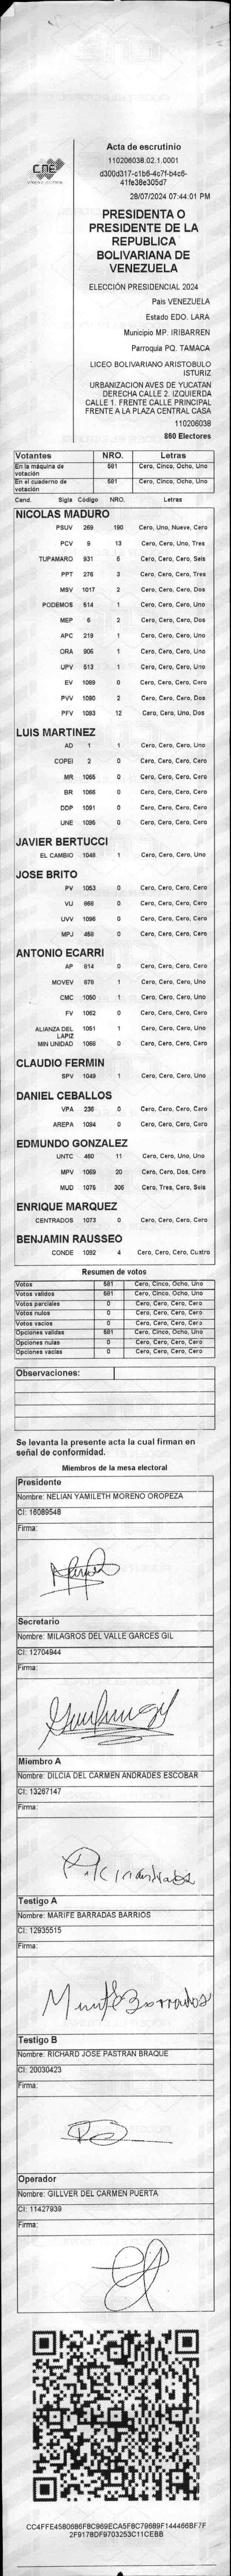 CNE
Acta de escrutinio
110206038.02.1.0001
d300d317-c1b6-4c7f-b4c6-
41fe38e305d7
28/07/2024 07:44:01 PM
PRESIDENTA O
PRESIDENTE DE LA
REPUBLICA
BOLIVARIANA DE
VENEZUELA
ELECCIÓN PRESIDENCIAL 2024
País VENEZUELA
Estado EDO. LARA
Municipio MP. IRIBARREN
Parroquia PQ. TAMACA
LICEO BOLIVARIANO ARISTOBULO
ISTURIZ
URBANIZACION AVES DE YUCATAN
DERECHA CALLE 2. IZQUIERDA
CALLE 1. FRENTE CALLE PRINCIPAL
FRENTE A LA PLAZA CENTRAL CASA
110206038
860 Electores
Votantes NRO. Letras
En la máquina de votación 581 Cero, Cinco, Ocho, Uno
En el cuaderno de votación 581 Cero, Cinco, Ocho, Uno
Cand. Sigla Código NRO. Letras
NICOLAS MADURO
PSUV 269 190 Cero, Uno, Nueve, Cero
PCV 9 13 Cero, Cero, Uno, Tres
TUPAMARO 931 6 Cero, Cero, Cero, Seis
PPT 276 3 Cero, Cero, Cero, Tres
MSV 1017 2 Cero, Cero, Cero, Dos
PODEMOS 514 1 Cero, Cero, Cero, Uno
MEP 6 2 Cero, Cero, Cero, Dos
APC 219 1 Cero, Cero, Cero, Uno
ORA 906 1 Cero, Cero, Cero, Uno
UPV 513 1 Cero, Cero, Cero, Uno
EV 1089 0 Cero, Cero, Cero, Cero
PVV 1090 2 Cero, Cero, Cero, Dos
PFV 1093 12 Cero, Cero, Uno, Dos
LUIS MARTINEZ
AD 1 1 Cero, Cero, Cero, Uno
COPEI 2 0 Cero, Cero, Cero, Cero
MR 1065 0 Cero, Cero, Cero, Cero
BR 1066 0 Cero, Cero, Cero, Cero
DDP 1091 0 Cero, Cero, Cero, Cero
UNE 1095 0 Cero, Cero, Cero, Cero
JAVIER BERTUCCI
EL CAMBIO 1048 1 Cero, Cero, Cero, Uno
JOSE BRITO
PV 1053 0 Cero, Cero, Cero, Cero
VU 868 0 Cero, Cero, Cero, Cero
UVV 1096 0 Cero, Cero, Cero, Cero
MPJ 458 0 Cero, Cero, Cero, Cero
ANTONIO ECARRI
AP 814 0 Cero, Cero, Cero, Cero
MOVEV 878 1 Cero, Cero, Cero, Uno
CMC 1050 1 Cero, Cero, Cero, Uno
FV 1062 0 Cero, Cero, Cero, Cero
ALIANZA DEL LAPIZ 1051 1 Cero, Cero, Cero, Uno
MIN UNIDAD 1068 0 Cero, Cero, Cero, Cero
CLAUDIO FERMIN
SPV 1049 1 Cero, Cero, Cero, Uno
DANIEL CEBALLOS
VPA 236 0 Cero, Cero, Cero, Cero
AREPA 1094 0 Cero, Cero, Cero, Cero
EDMUNDO GONZALEZ
UNTC 460 11 Cero, Cero, Uno, Uno
MPV 1069 20 Cero, Cero, Dos, Cero
MUD 1075 306 Cero, Tres, Cero, Seis
ENRIQUE MARQUEZ
CENTRADOS 1073 0 Cero, Cero, Cero, Cero
BENJAMIN RAUSSEO
CONDE 1092 4 Cero, Cero, Cero, Cuatro
Resumen de votos
Votos 581 Cero, Cinco, Ocho, Uno
Votos validos 581 Cero, Cinco, Ocho, Uno
Votos parciales 0 Cero, Cero, Cero, Cero
Votos nulos 0 Cero, Cero, Cero, Cero
Votos vacios 0 Cero, Cero, Cero, Cero
Opciones validas 581 Cero, Cinco, Ocho, Uno
Opciones nulas 0 Cero, Cero, Cero, Cero
Opciones vacias 0 Cero, Cero, Cero, Cero
Observaciones:
Se levanta la presente acta la cual firman en
señal de conformidad.
Miembros de la mesa electoral
Presidente
Nombre: NELIAN YAMILETH MORENO OROPEZA
CI: 16089548
Firma:
Secretario
Nombre: MILAGROS DEL VALLE GARCES GIL
CI: 12704944
Firma:
Miembro A
Nombre: DILCIA DEL CARMEN ANDRADES ESCOBAR
CI: 13267147
Firma:
Testigo A
Nombre: MARIFE BARRADAS BARRIOS
CI: 12935515
Firma:
Testigo B
Nombre: RICHARD JOSE PASTRAN BRAQUE
CI: 20030423
Firma:
Operador
Nombre: GILLVER DEL CARMEN PUERTA
CI: 11427939
Firma:
CC4FFE45806B6F8C969ECA5F8C79689F144466BF7F
2F9178DF9703253C11CEBB